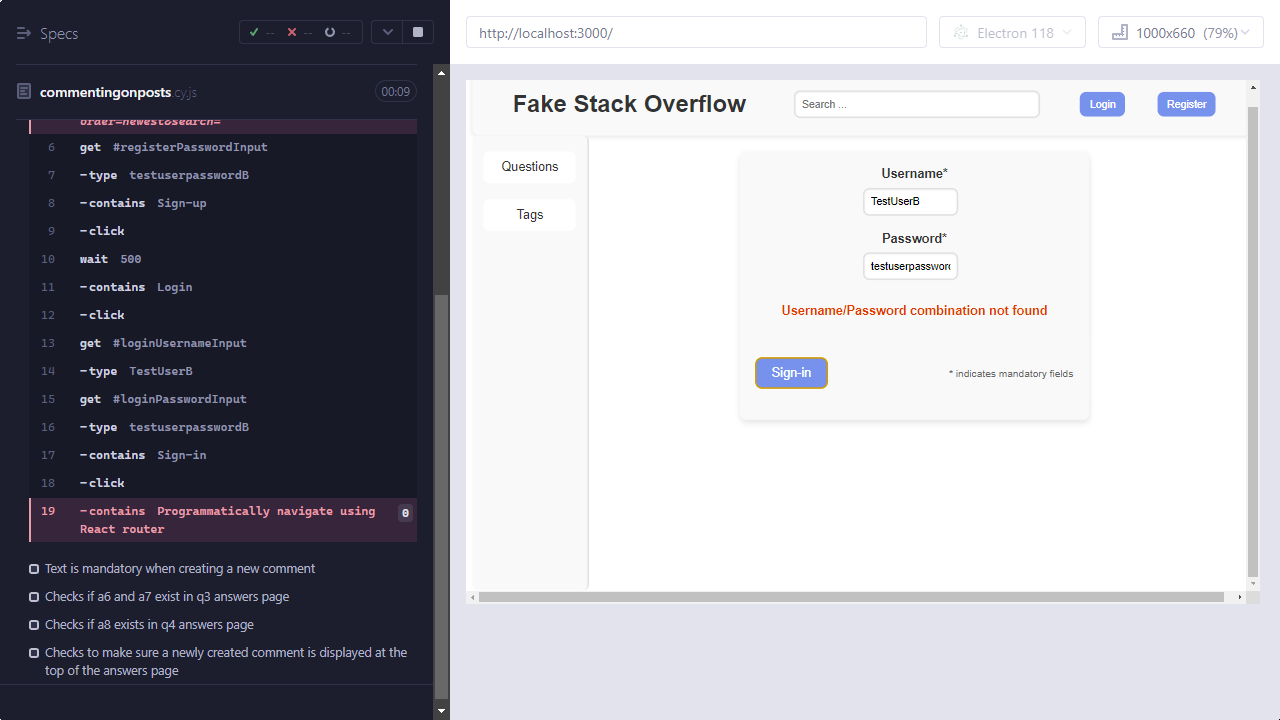 Specs
-- -- --
commentingonposts.cy.js
00:09
order=newest&search=
6 get #registerPasswordInput
7 -type testuserpasswordB
8 -contains Sign-up
9 -click
10 wait 500
11 -contains Login
12 -click
13 get #loginUsernameInput
14 -type TestUserB
15 get #loginPasswordInput
16 -type testuserpasswordB
17 -contains Sign-in
18 -click
19 -contains Programmatically navigate using
React router
0
Text is mandatory when creating a new comment
Checks if a6 and a7 exist in q3 answers page
Checks if a8 exists in q4 answers page
Checks to make sure a newly created comment is displayed at the
top of the answers page
http://localhost:3000/
Electron 118
1000x660 (79%)
Fake Stack Overflow
Search ...
Login
Register
Questions
Tags
Username*
TestUserB
Password*
testuserpassword
Username/Password combination not found
Sign-in
* indicates mandatory fields